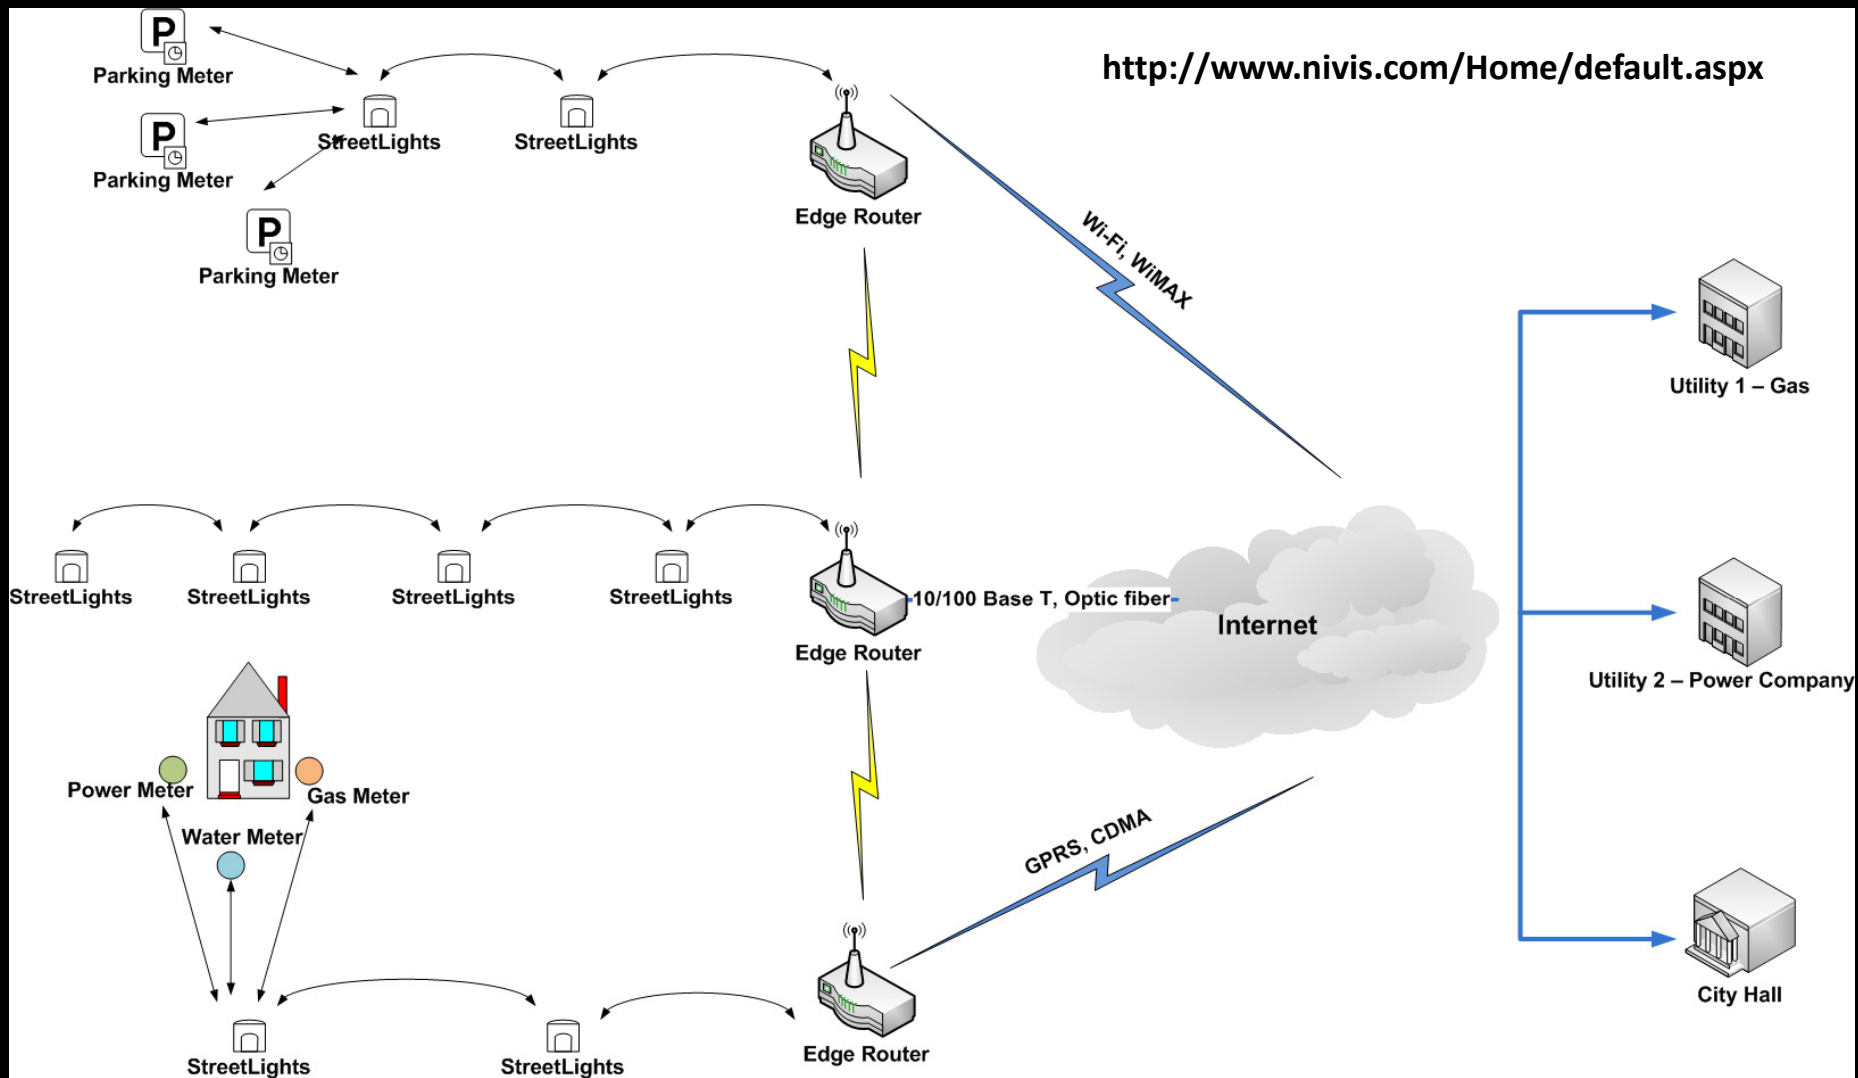 http://www.nivis.com/Home/default.aspx
P
Parking Meter
P
Parking Meter
P
Parking Meter
StreetLights
StreetLights
Edge Router
Wi-Fi, WiMAX
Utility 1 – Gas
StreetLights
StreetLights
StreetLights
StreetLights
10/100 Base T, Optic fiber
Internet
Edge Router
Utility 2 – Power Company
Power Meter
Gas Meter
Water Meter
GPRS, CDMA
StreetLights
StreetLights
Edge Router
City Hall